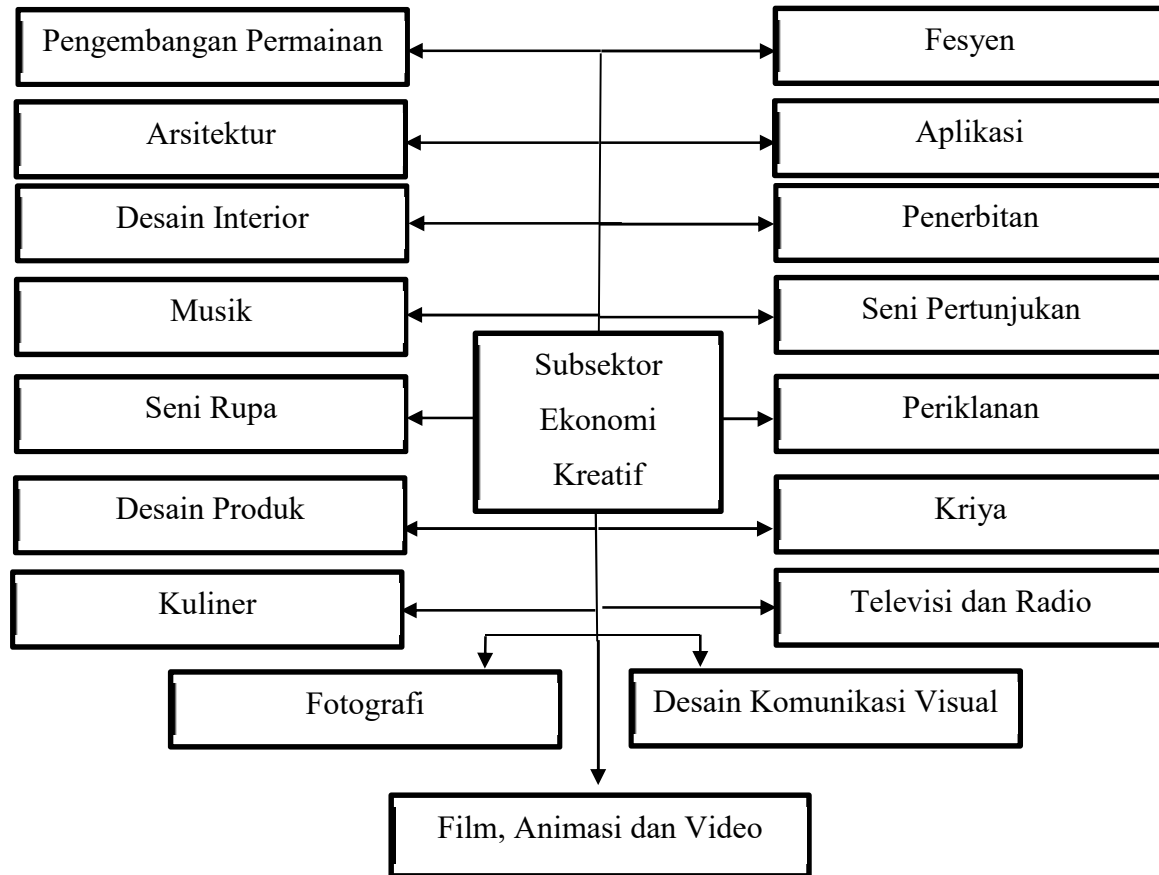 Pengembangan Permainan
Fesyen
Arsitektur
Aplikasi
Desain Interior
Penerbitan
Musik
Seni Pertunjukan
Subsektor
Ekonomi
Kreatif
Seni Rupa
Periklanan
Desain Produk
Kriya
Kuliner
Televisi dan Radio
Fotografi
Desain Komunikasi Visual
Film, Animasi dan Video